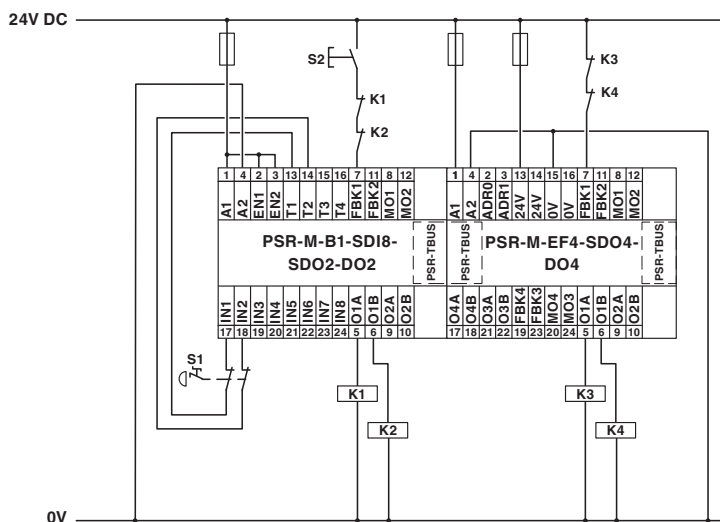 24V DC
S2
K3
K1
K4
K2
1 4 2 3 13 14 15 16 7 11 8 12
1 4 2 3 13 14 15 16 7 11 8 12
A1 A2 EN1 EN2 T1 T2 T3 T4 FBK1 FBK2 MO1 MO2
A1 A2 ADR0 ADR1 24V 24V 0V 0V FBK1 FBK2 MO1 MO2
PSR-M-B1-SDI8-
SDO2-DO2
PSR-TBUS
PSR-TBUS
PSR-M-EF4-SDO4-
DO4
PSR-TBUS
IN1 IN2 IN3 IN4 IN5 IN6 IN7 IN8 O1A O1B O2A O2B
O4A O4B O3A O3B FBK4 FBK3 MO4 MO3 O1A O1B O2A O2B
17 18 19 20 21 22 23 24 5 6 9 10
17 18 21 22 19 23 20 24 5 6 9 10
S1
K1
K3
K2
K4
0V